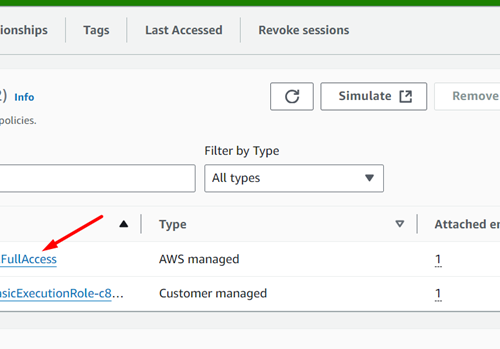 ionships Tags Last Accessed Revoke sessions
2) Info
Simulate Remove
policies.
Filter by Type
All types
Type Attached en
FullAccess AWS managed 1
asicExecutionRole-c8... Customer managed 1